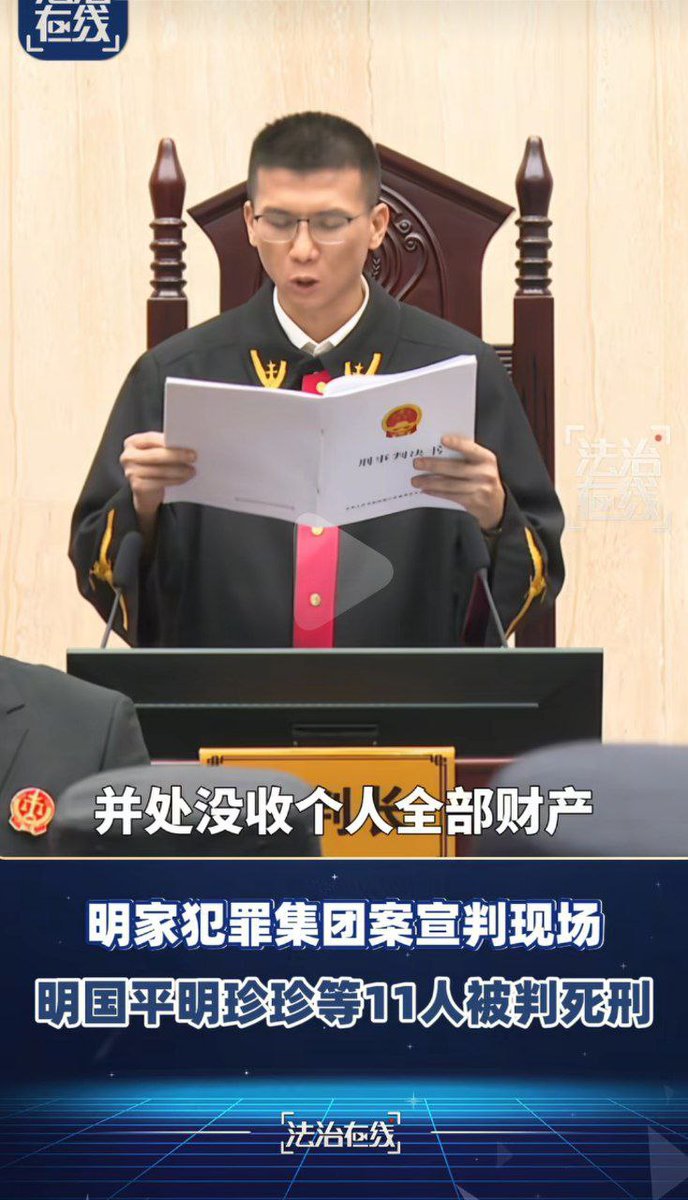 法治
在线
刑事判决书
法治
在线
判长
并处没收个人全部财产
明家犯罪集团案宣判现场
明国平明珍珍等11人被判死刑
法治在线